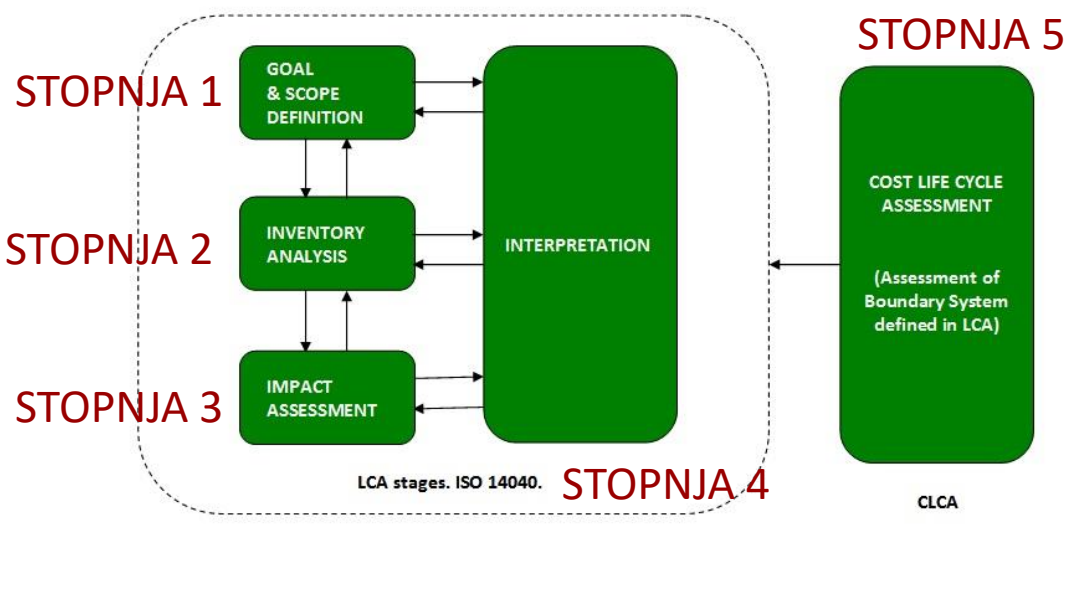 STOPNJA 5
STOPNJA 1
GOAL
& SCOPE
DEFINITION
STOPNJA 2
INVENTORY
ANALYSIS
INTERPRETATION
COST LIFE CYCLE
ASSESSMENT
(Assessment of
Boundary System
defined in LCA)
STOPNJA 3
IMPACT
ASSESSMENT
LCA stages. ISO 14040.
STOPNJA 4
CLCA